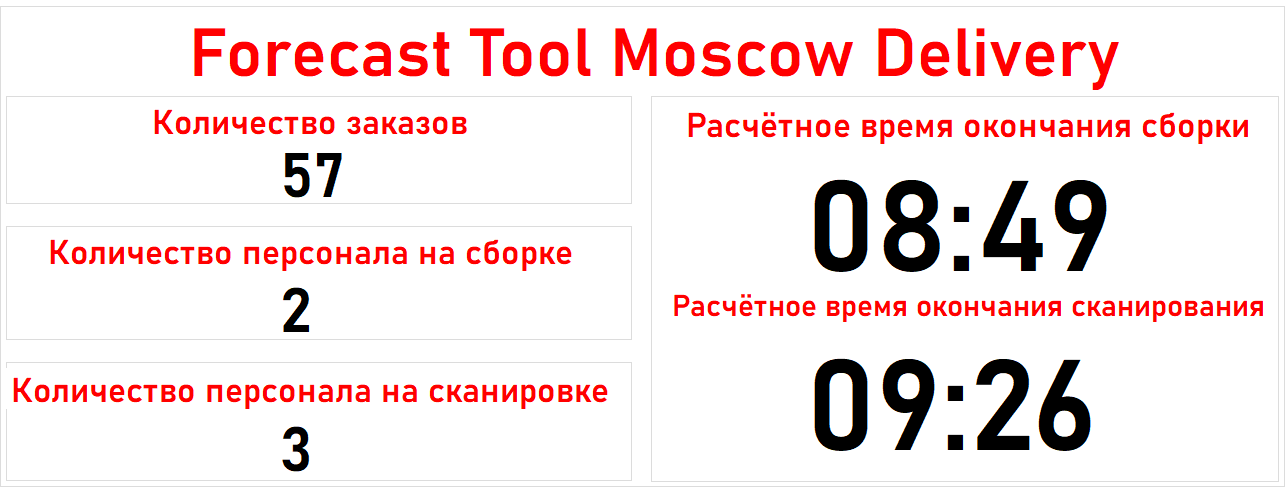 Forecast Tool Moscow Delivery
Количество заказов
57
Количество персонала на сборке
2
Количество персонала на сканировке
3
Расчётное время окончания сборки
08:49
Расчётное время окончания сканирования
09:26